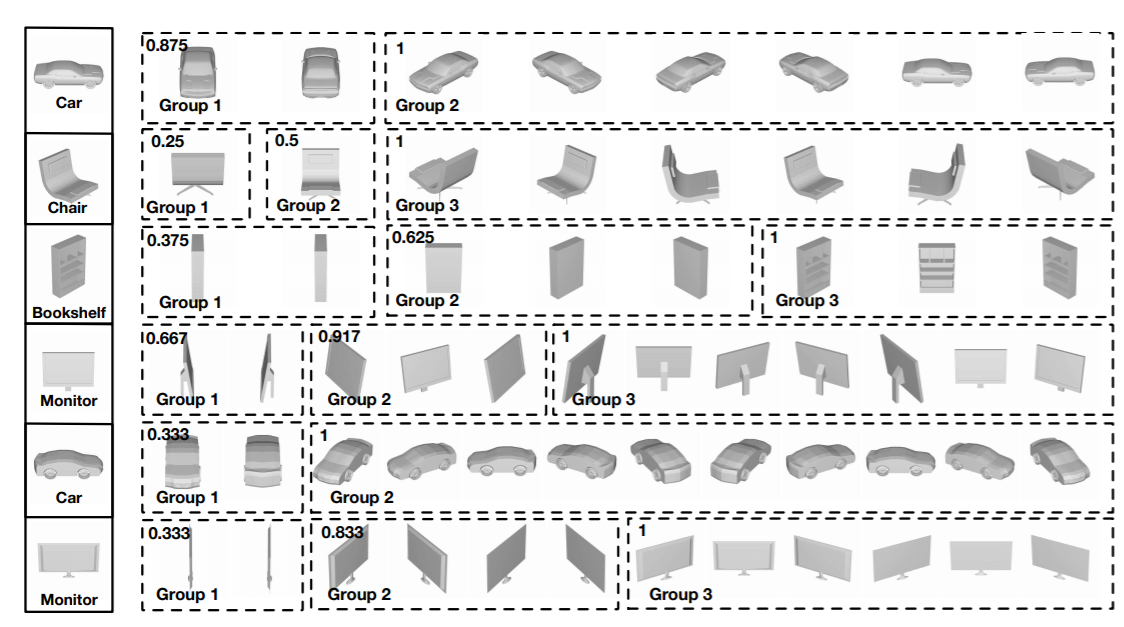 0.875
1
Group 1
Group 2
Car
0.25
0.5
1
Group 1
Group 2
Group 3
Chair
0.375
0.625
1
Group 1
Group 2
Group 3
Bookshelf
0.667
0.917
1
Group 1
Group 2
Group 3
Monitor
0.333
1
Group 1
Group 2
Car
0.333
0.833
1
Group 1
Group 2
Group 3
Monitor